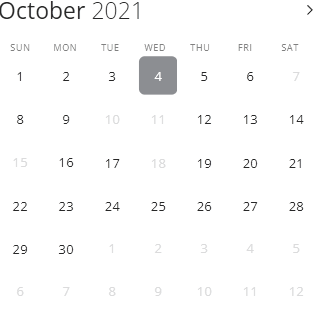 October 2021
SUN MON TUE WED THU FRI SAT
1 2 3 4 5 6 7
8 9 10 11 12 13 14
15 16 17 18 19 20 21
22 23 24 25 26 27 28
29 30 1 2 3 4 5
6 7 8 9 10 11 12